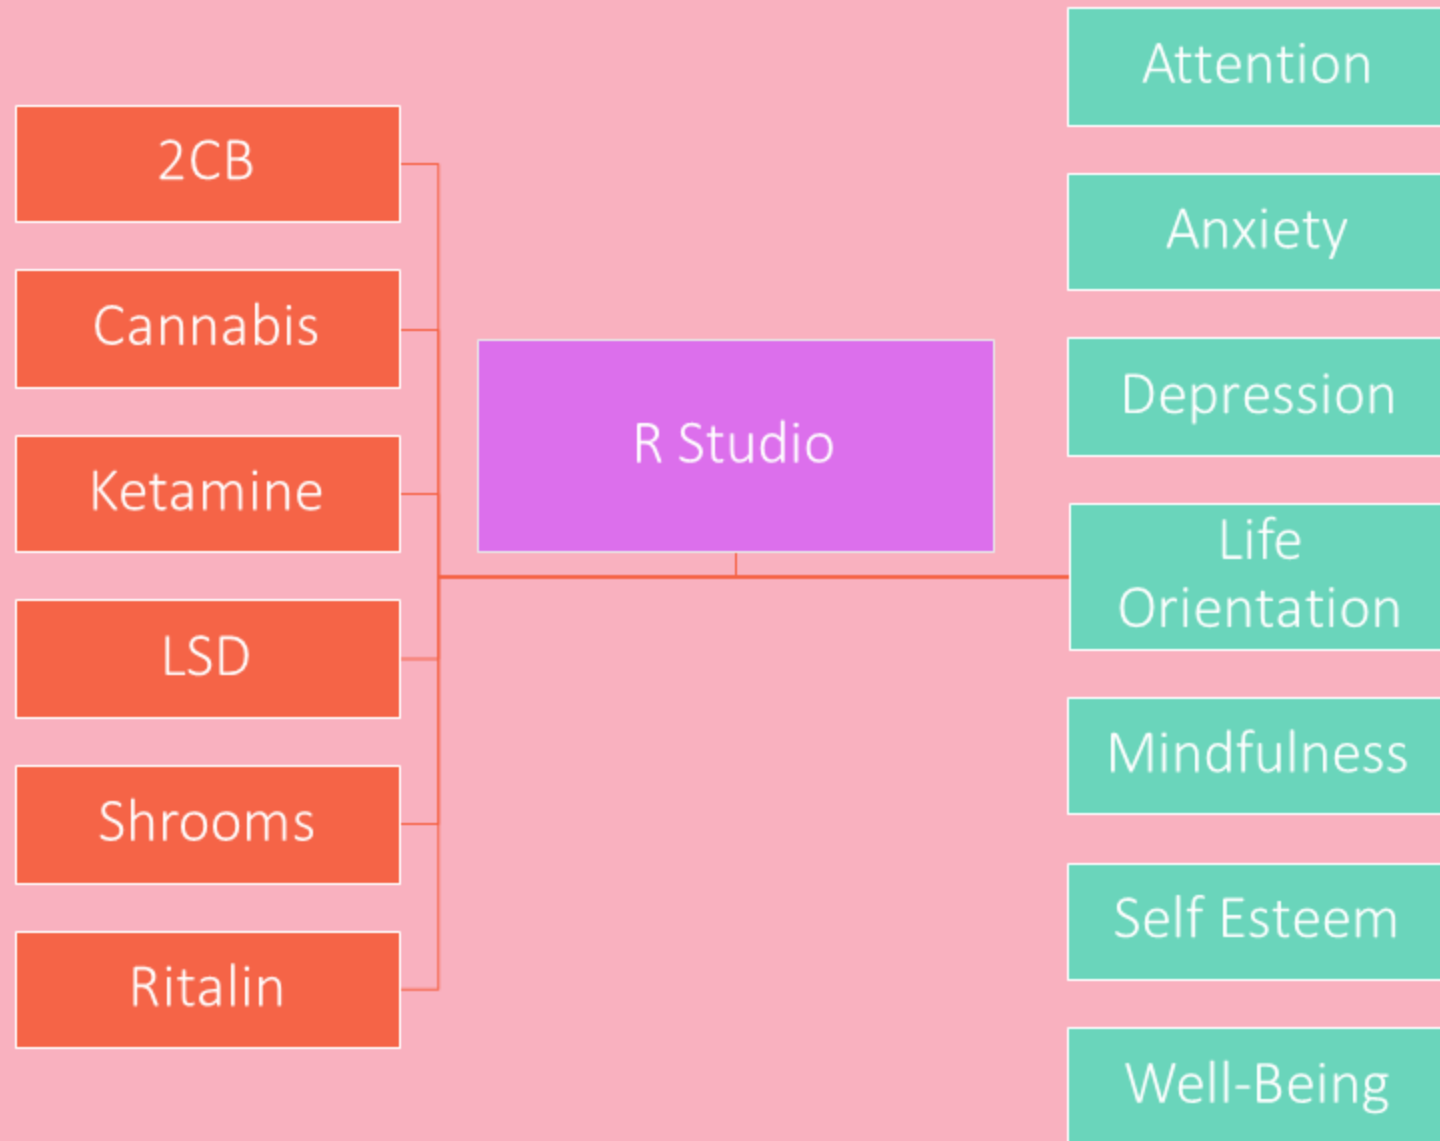 2CB
Cannabis
Ketamine
LSD
Shrooms
Ritalin
R Studio
Attention
Anxiety
Depression
Life
Orientation
Mindfulness
Self Esteem
Well-Being